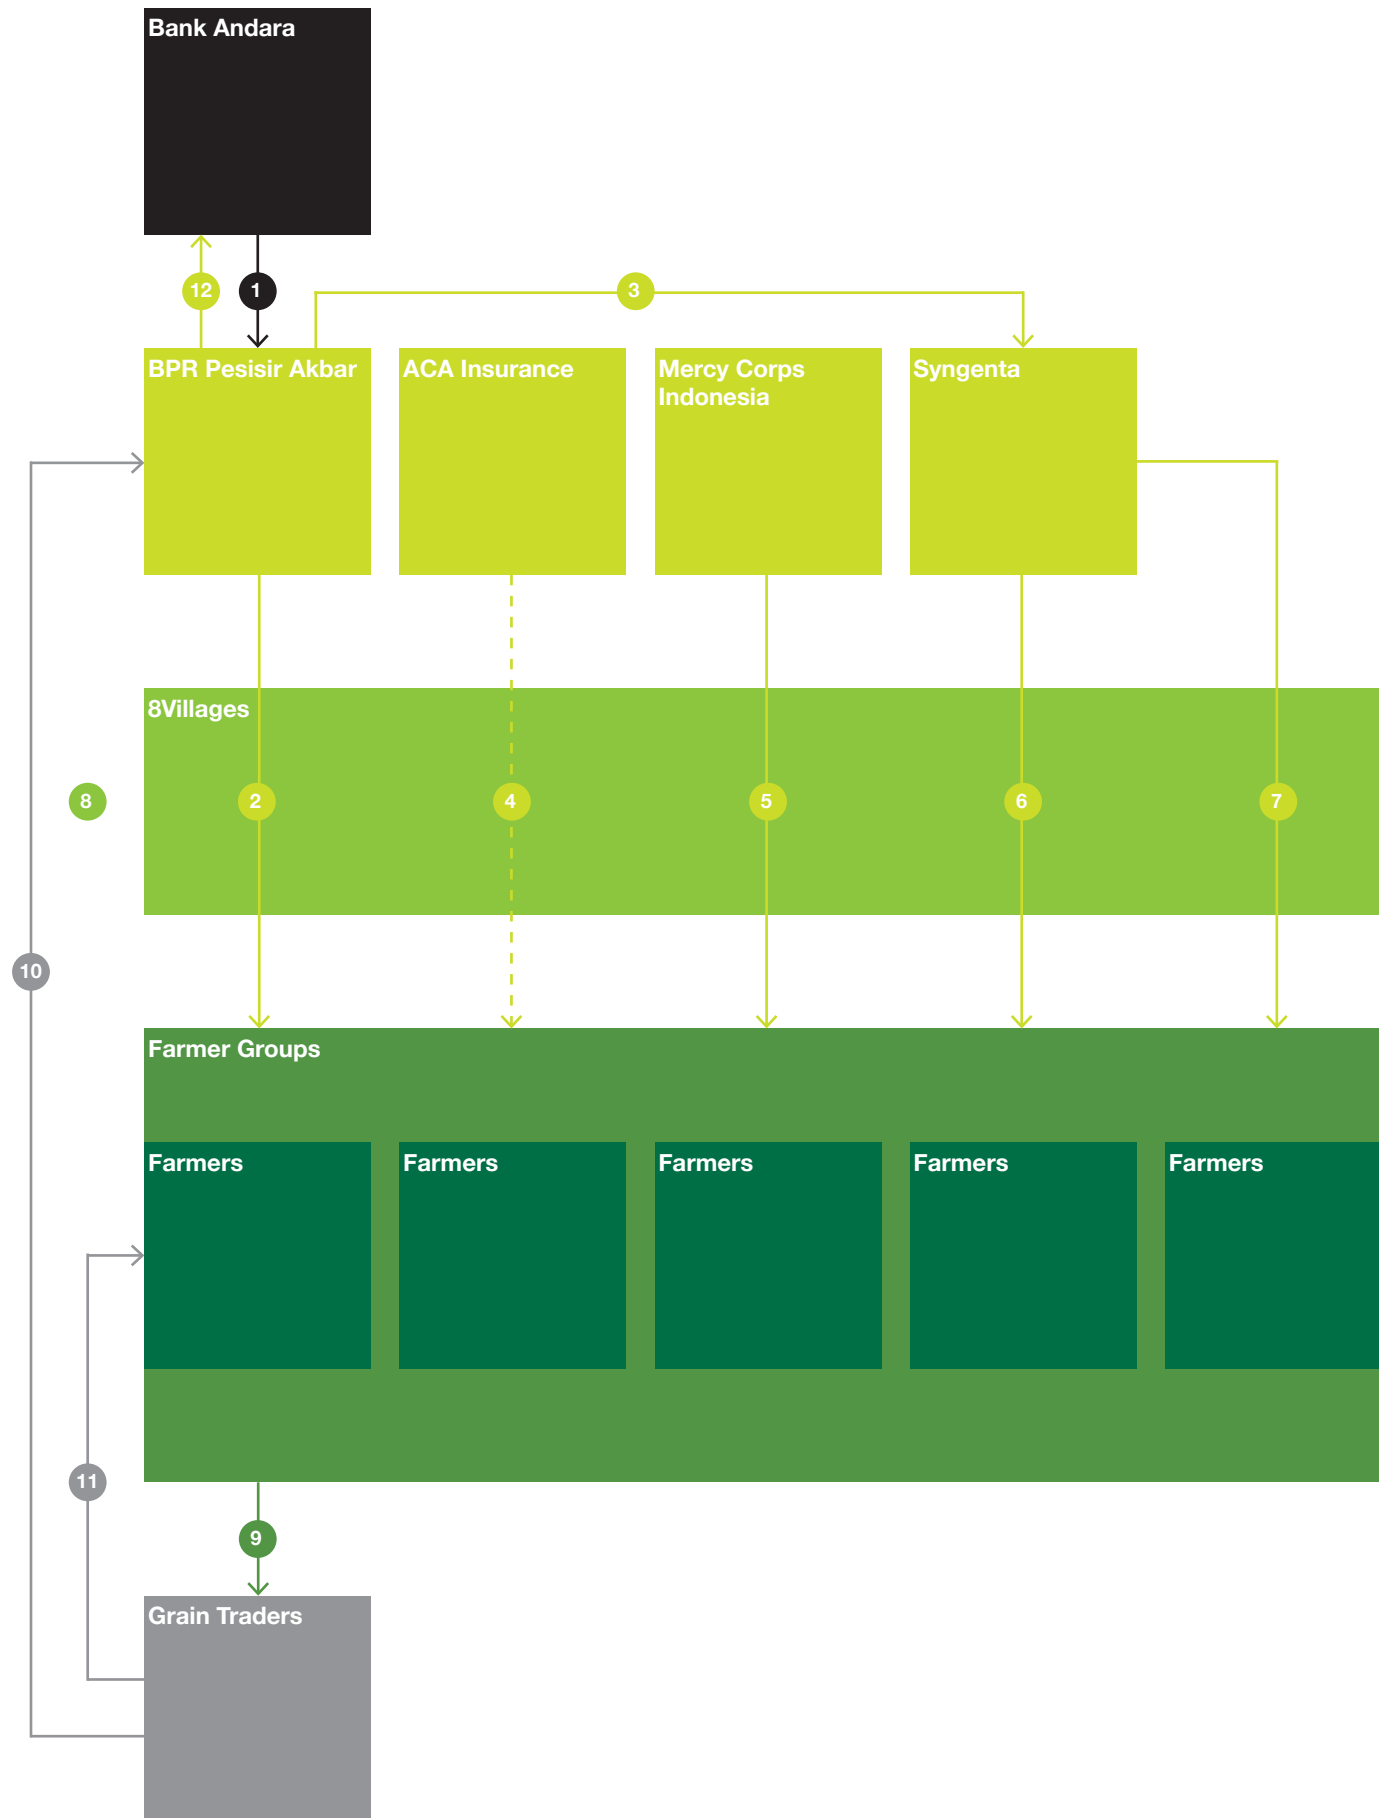 Bank Andara
12
1
3
BPR Pesisir Akbar
ACA Insurance
Mercy Corps
Indonesia
Syngenta
8Villages
8
2
4
5
6
7
10
Farmer Groups
Farmers
Farmers
Farmers
Farmers
Farmers
11
9
Grain Traders